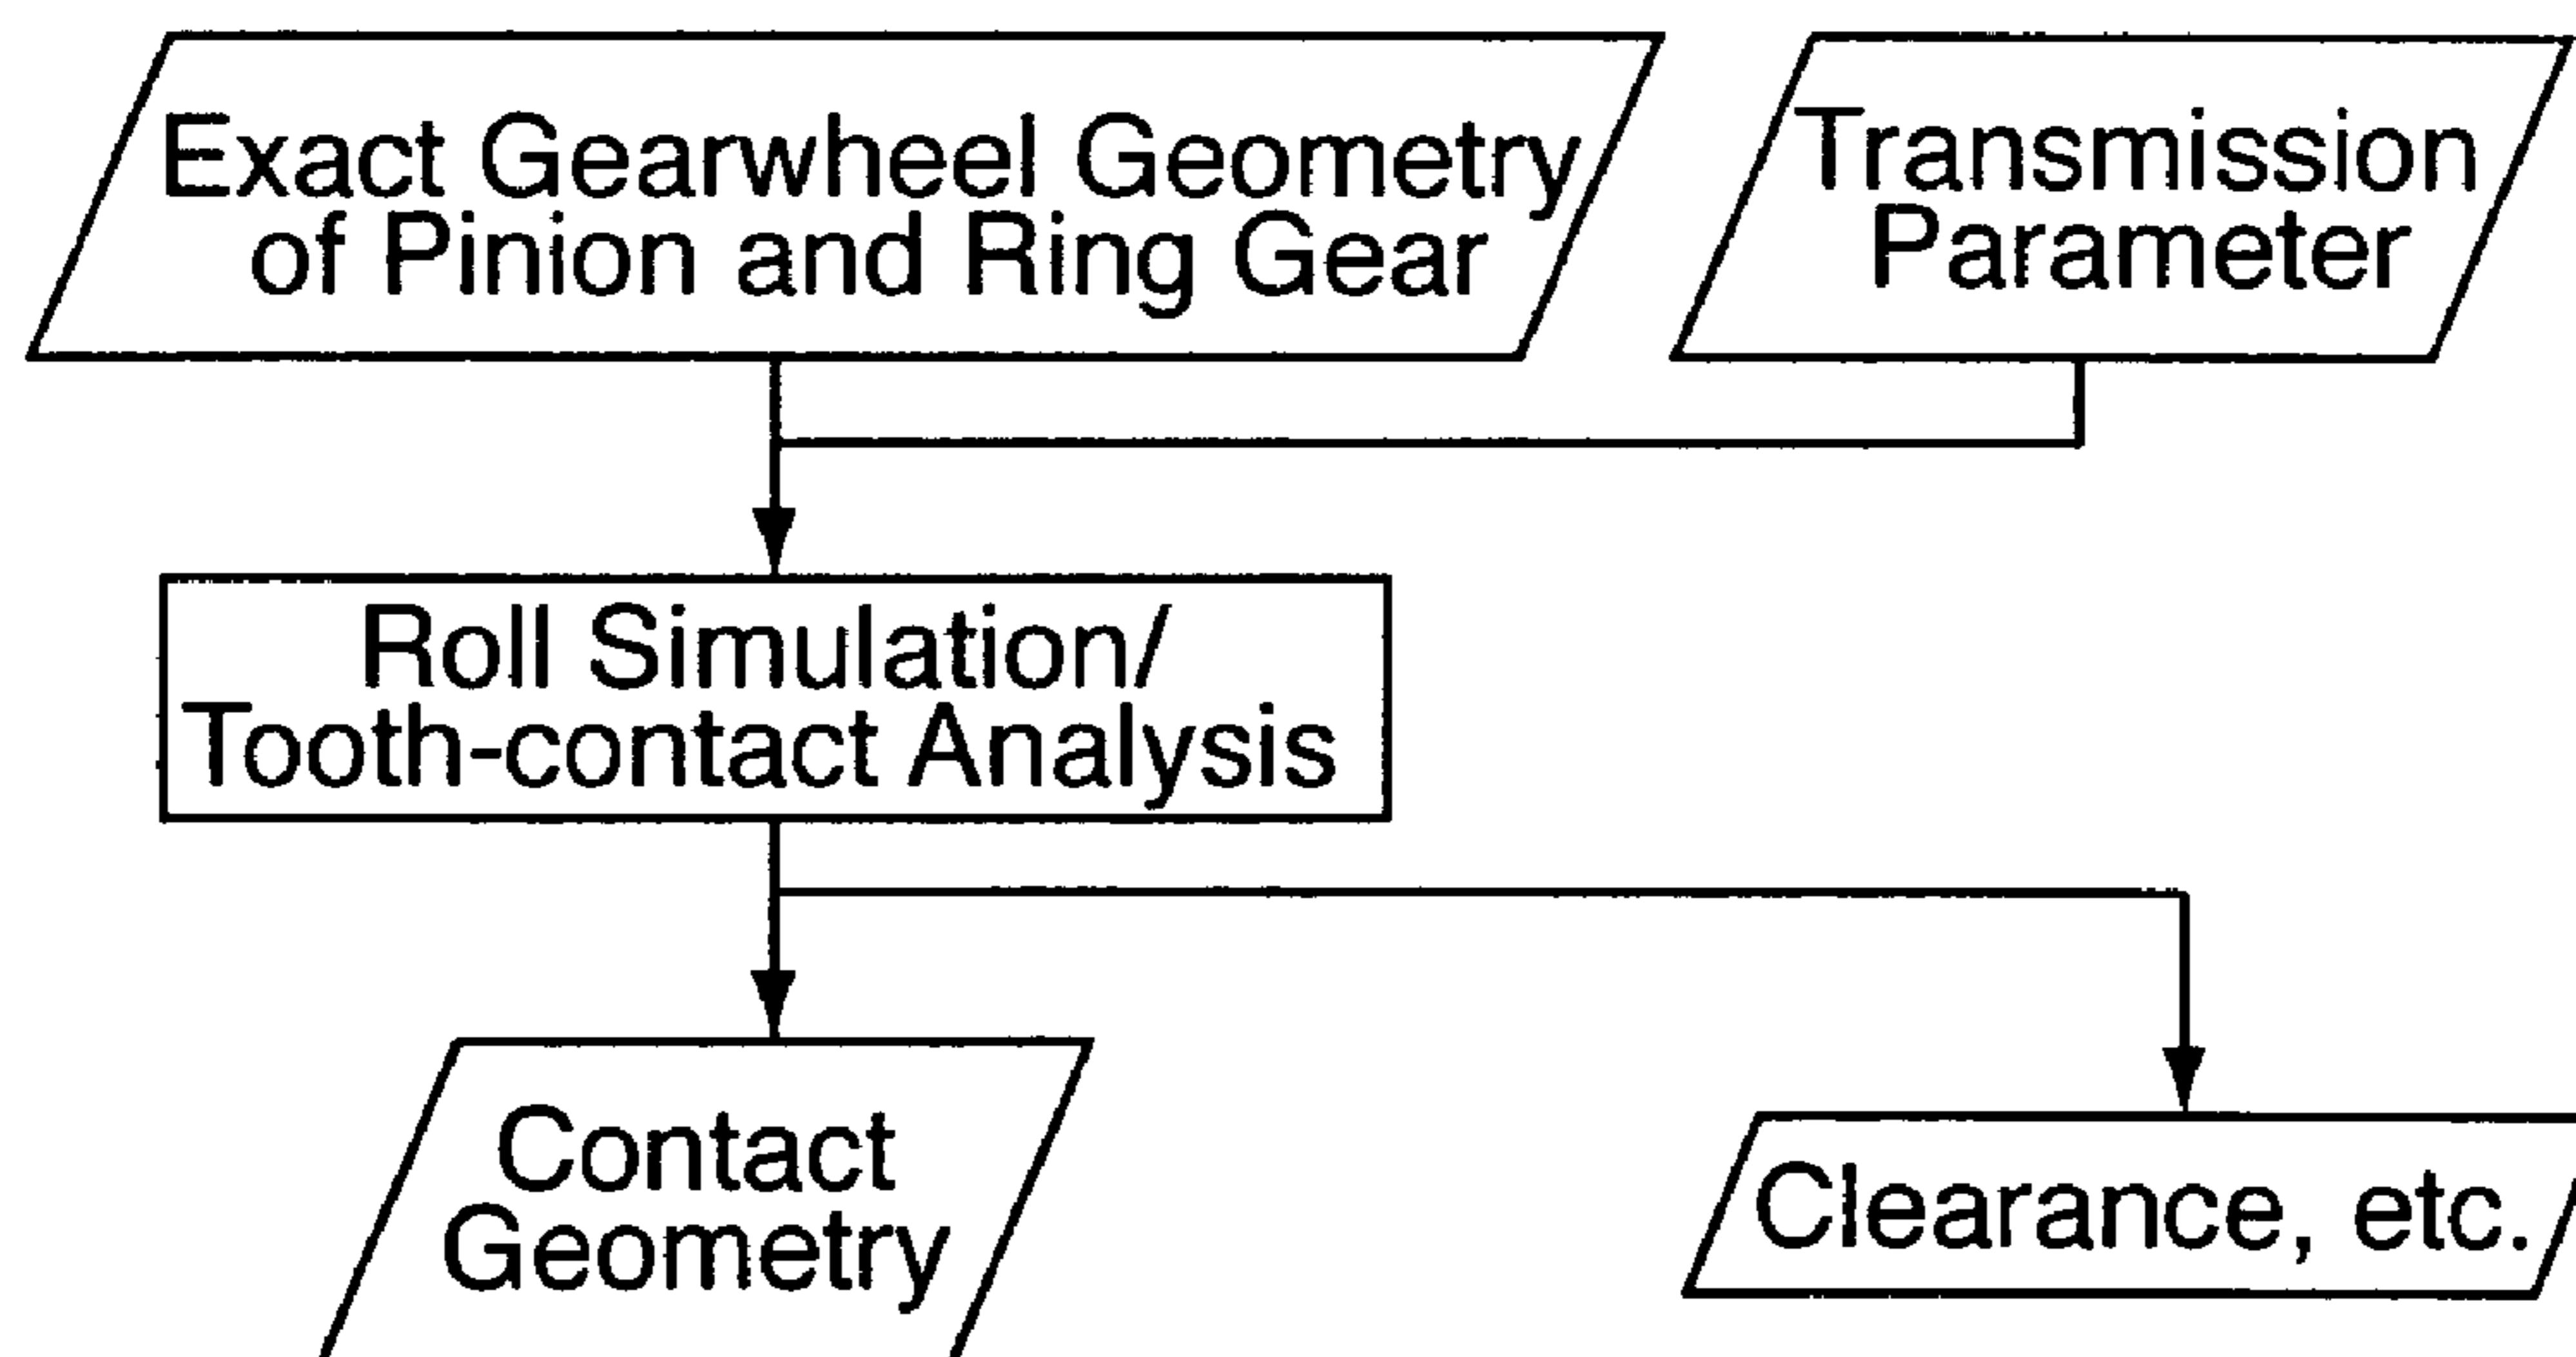 Exact Gearwheel Geometry
of Pinion and Ring Gear
Transmission
Parameter
Roll Simulation/
Tooth-contact Analysis
Contact
Geometry
Clearance, etc.